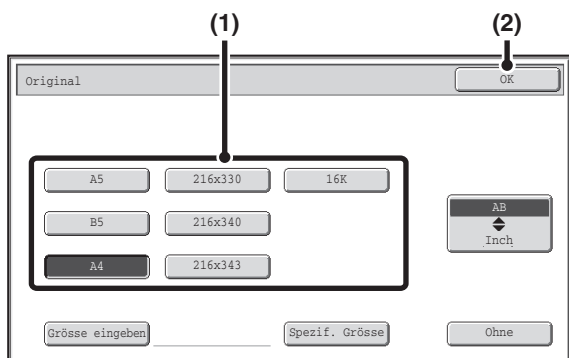 (1) (2)
Original OK
A5 216x330 16K
B5 216x340
A4 216x343
AB
Inch
Grösse eingeben Spezif. Grösse Ohne